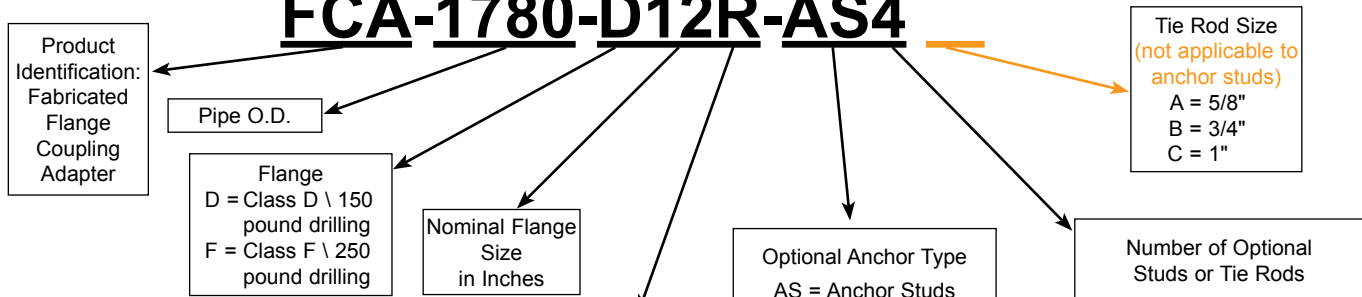 FCA-1780-D12R-AS4
Product
Identification:
Fabricated
Flange
Coupling
Adapter
Pipe O.D.
Flange
D = Class D \ 150
pound drilling
F = Class F \ 250
pound drilling
Nominal Flange
Size
in Inches
Optional Anchor Type
AS = Anchor Studs
Number of Optional
Studs or Tie Rods
Tie Rod Size
(not applicable to
anchor studs)
A = 5/8"
B = 3/4"
C = 1"